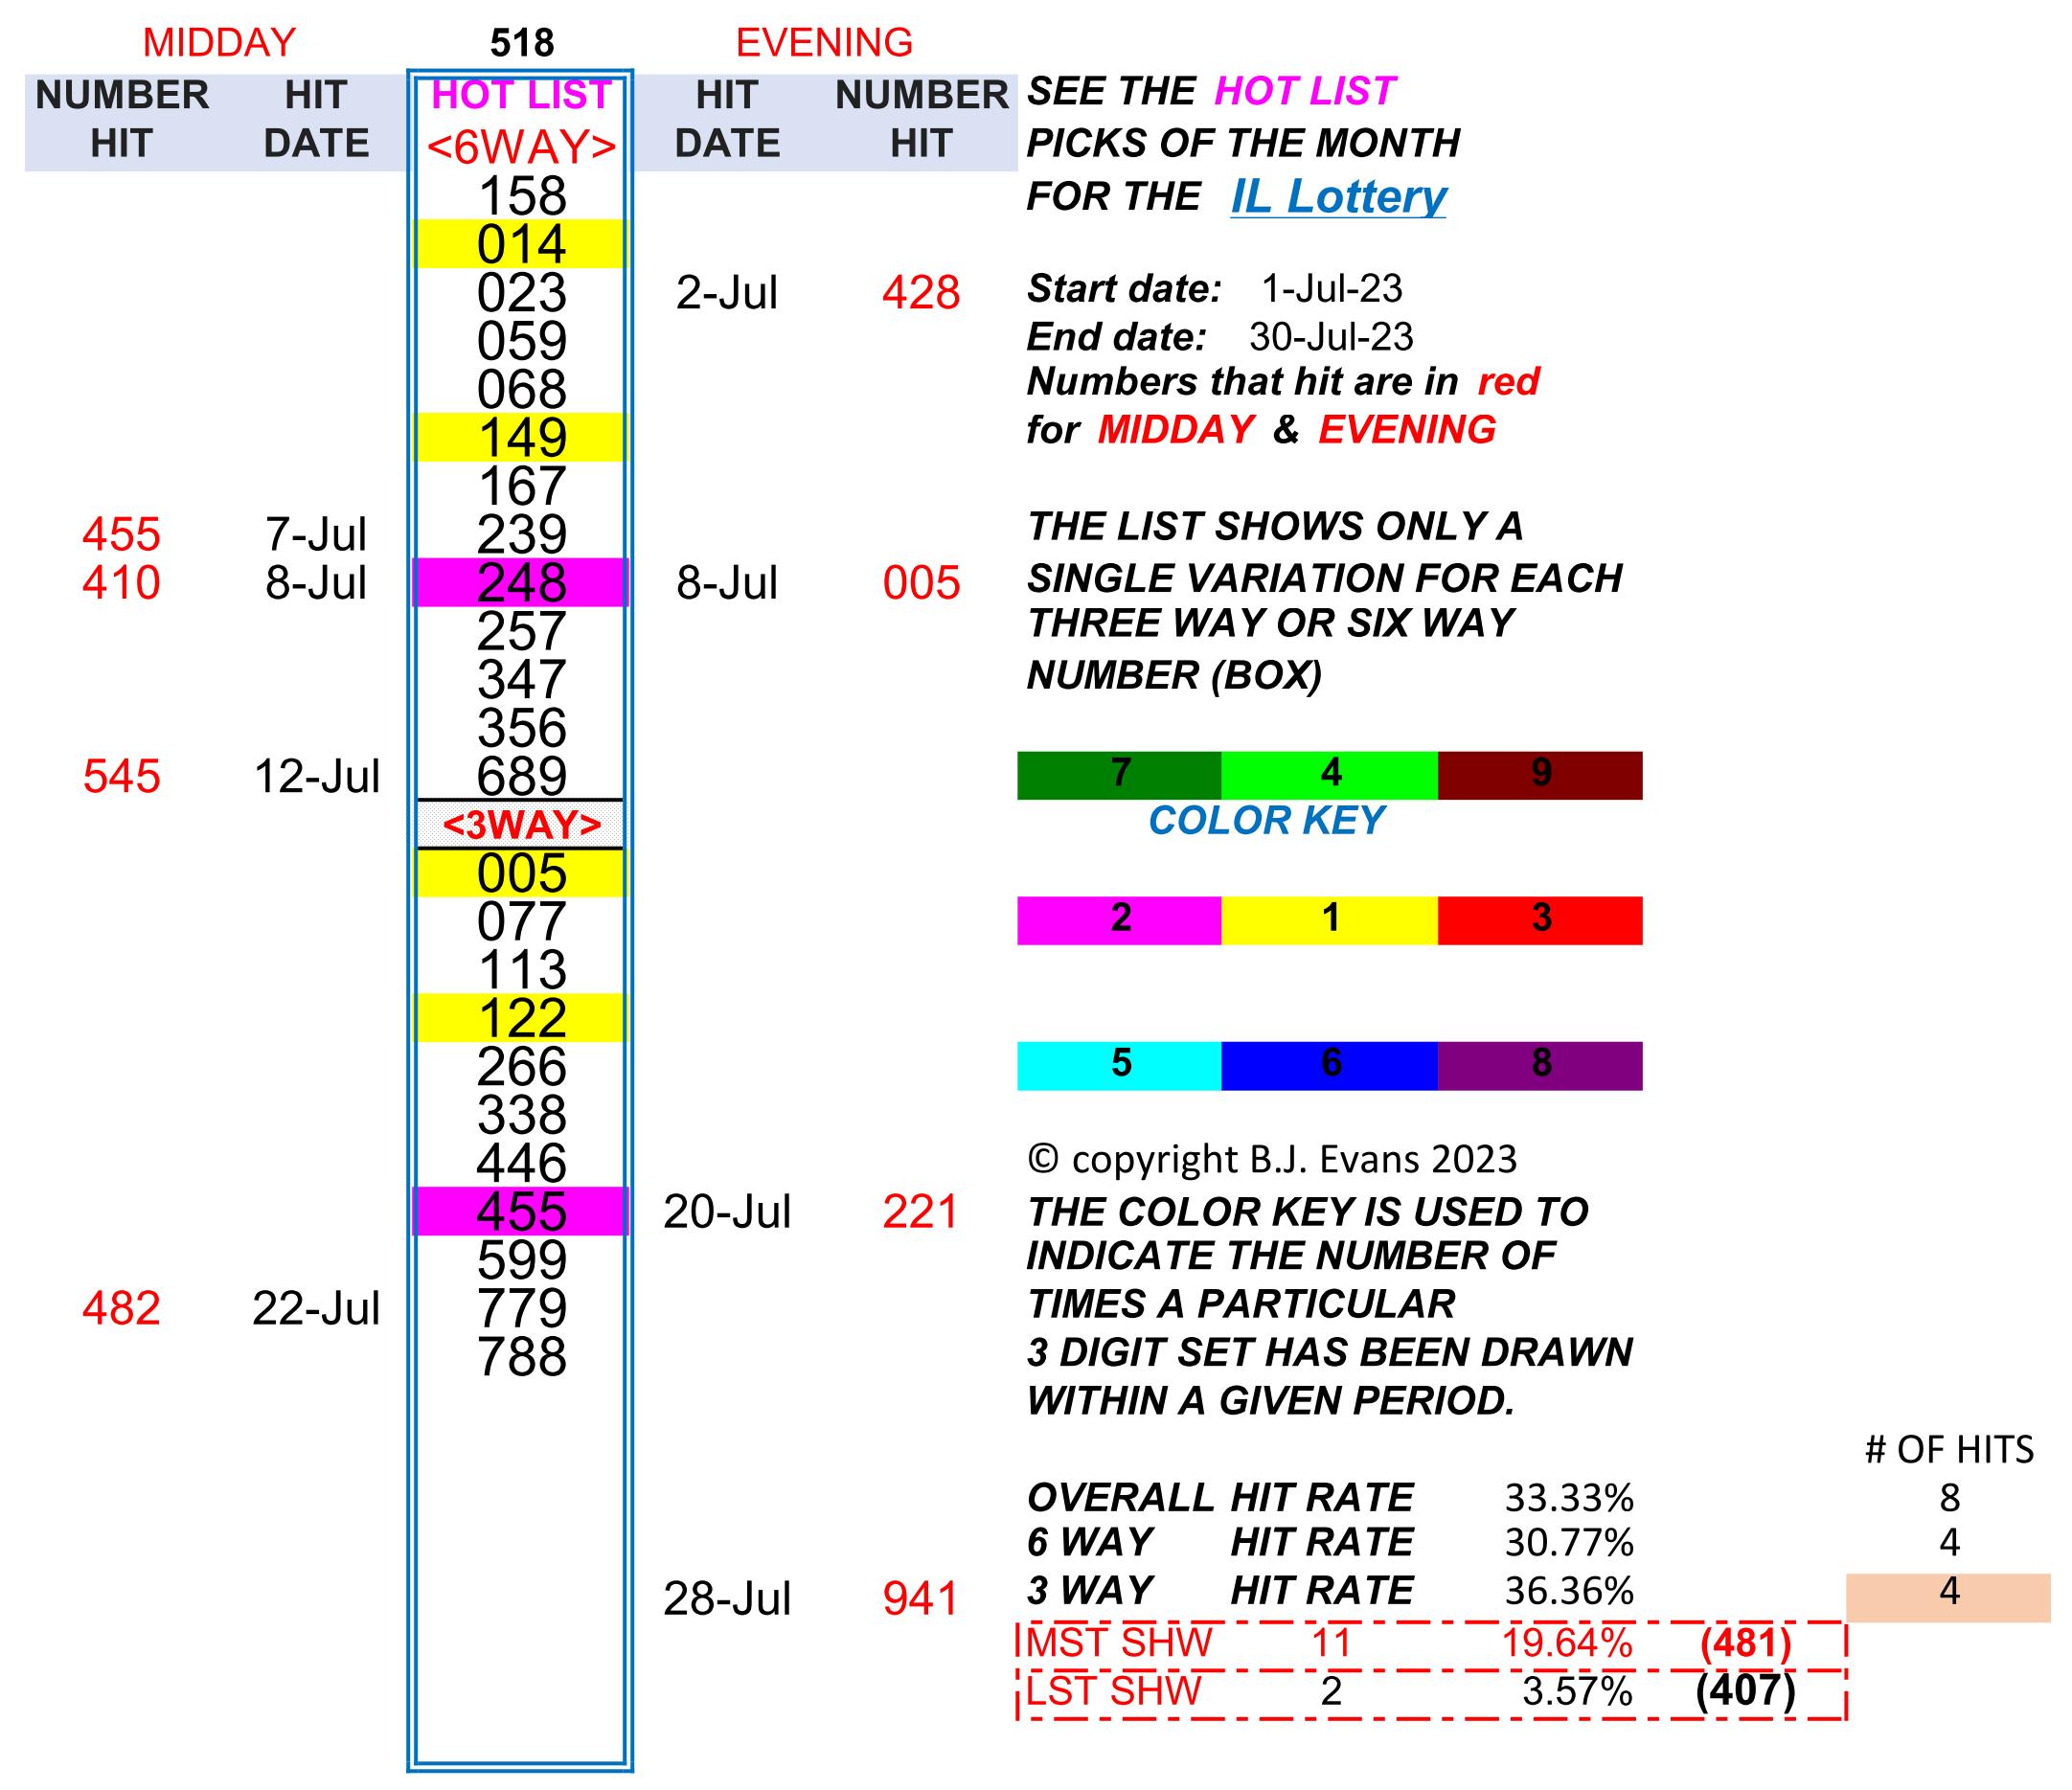 MIDDAY 518 EVENING
NUMBER HIT HOT LIST HIT NUMBER SEE THE HOT LIST
HIT DATE <6WAY> DATE HIT PICKS OF THE MONTH
158 FOR THE IL Lottery
014
023 2-Jul 428 Start date: 1-Jul-23
059 End date: 30-Jul-23
068 Numbers that hit are in red
149 for MIDDAY & EVENING
167
455 7-Jul 239 THE LIST SHOWS ONLY A
410 8-Jul 248 8-Jul 005 SINGLE VARIATION FOR EACH
257 THREE WAY OR SIX WAY
347 NUMBER (BOX)
356
545 12-Jul 689 7 4 9
<3WAY> COLOR KEY
005
077 2 1 3
113
122
266 5 6 8
338
446 © copyright B.J. Evans 2023
455 20-Jul 221 THE COLOR KEY IS USED TO
599 INDICATE THE NUMBER OF
482 22-Jul 779 TIMES A PARTICULAR
788 3 DIGIT SET HAS BEEN DRAWN
WITHIN A GIVEN PERIOD.
# OF HITS
OVERALL HIT RATE 33.33% 8
6 WAY HIT RATE 30.77% 4
28-Jul 941 3 WAY HIT RATE 36.36% 4
MST SHW 11 19.64% (481)
LST SHW 2 3.57% (407)